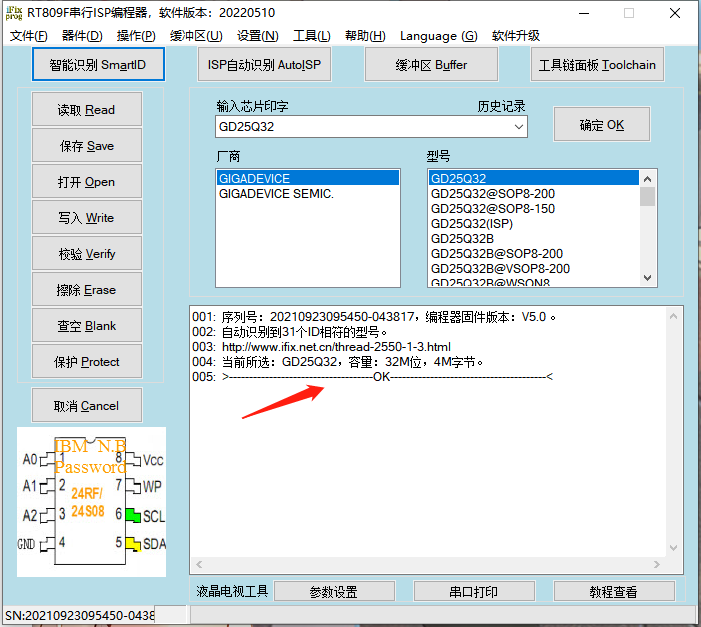 iFix prog RT809F串行ISP编程器，软件版本：20220510
文件(F) 器件(D) 操作(P) 缓冲区(U) 设置(N) 工具(L) 帮助(H) Language (G) 软件升级
智能识别 SmartID ISP自动识别 AutoISP 缓冲区 Buffer 工具链面板 Toolchain
读取 Read
保存 Save
打开 Open
写入 Write
校验 Verify
擦除 Erase
查空 Blank
保护 Protect
取消 Cancel
输入芯片印字 历史记录
GD25Q32 确定 OK
厂商
GIGADEVICE
GIGADEVICE SEMIC.
型号
GD25Q32
GD25Q32@SOP8-200
GD25Q32@SOP8-150
GD25Q32(ISP)
GD25Q32B
GD25Q32B@SOP8-200
GD25Q32B@VSOP8-200
GD25Q32B@WSON8
001: 序列号：20210923095450-043817，编程器固件版本：V5.0 。
002: 自动识别到31个ID相符的型号。
003: http://www.ifix.net.cn/thread-2550-1-3.html
004: 当前所选：GD25Q32，容量：32M位，4M字节。
005: >------------------------------------OK---------------------------------------<
IBM N.B
Password
A0 1 8 Vcc
A1 2 7 WP
24RF/
24S08
A2 3 6 SCL
GND 4 5 SDA
液晶电视工具 参数设置 串口打印 教程查看
SN:20210923095450-0438